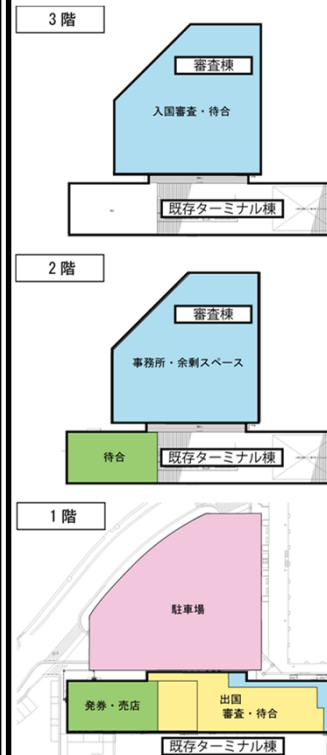 3階
審査棟
入国審査・待合
既存ターミナル棟
2階
審査棟
事務所・余剰スペース
待合
既存ターミナル棟
1階
駐車場
発券・売店
出国
審査・待合
既存ターミナル棟